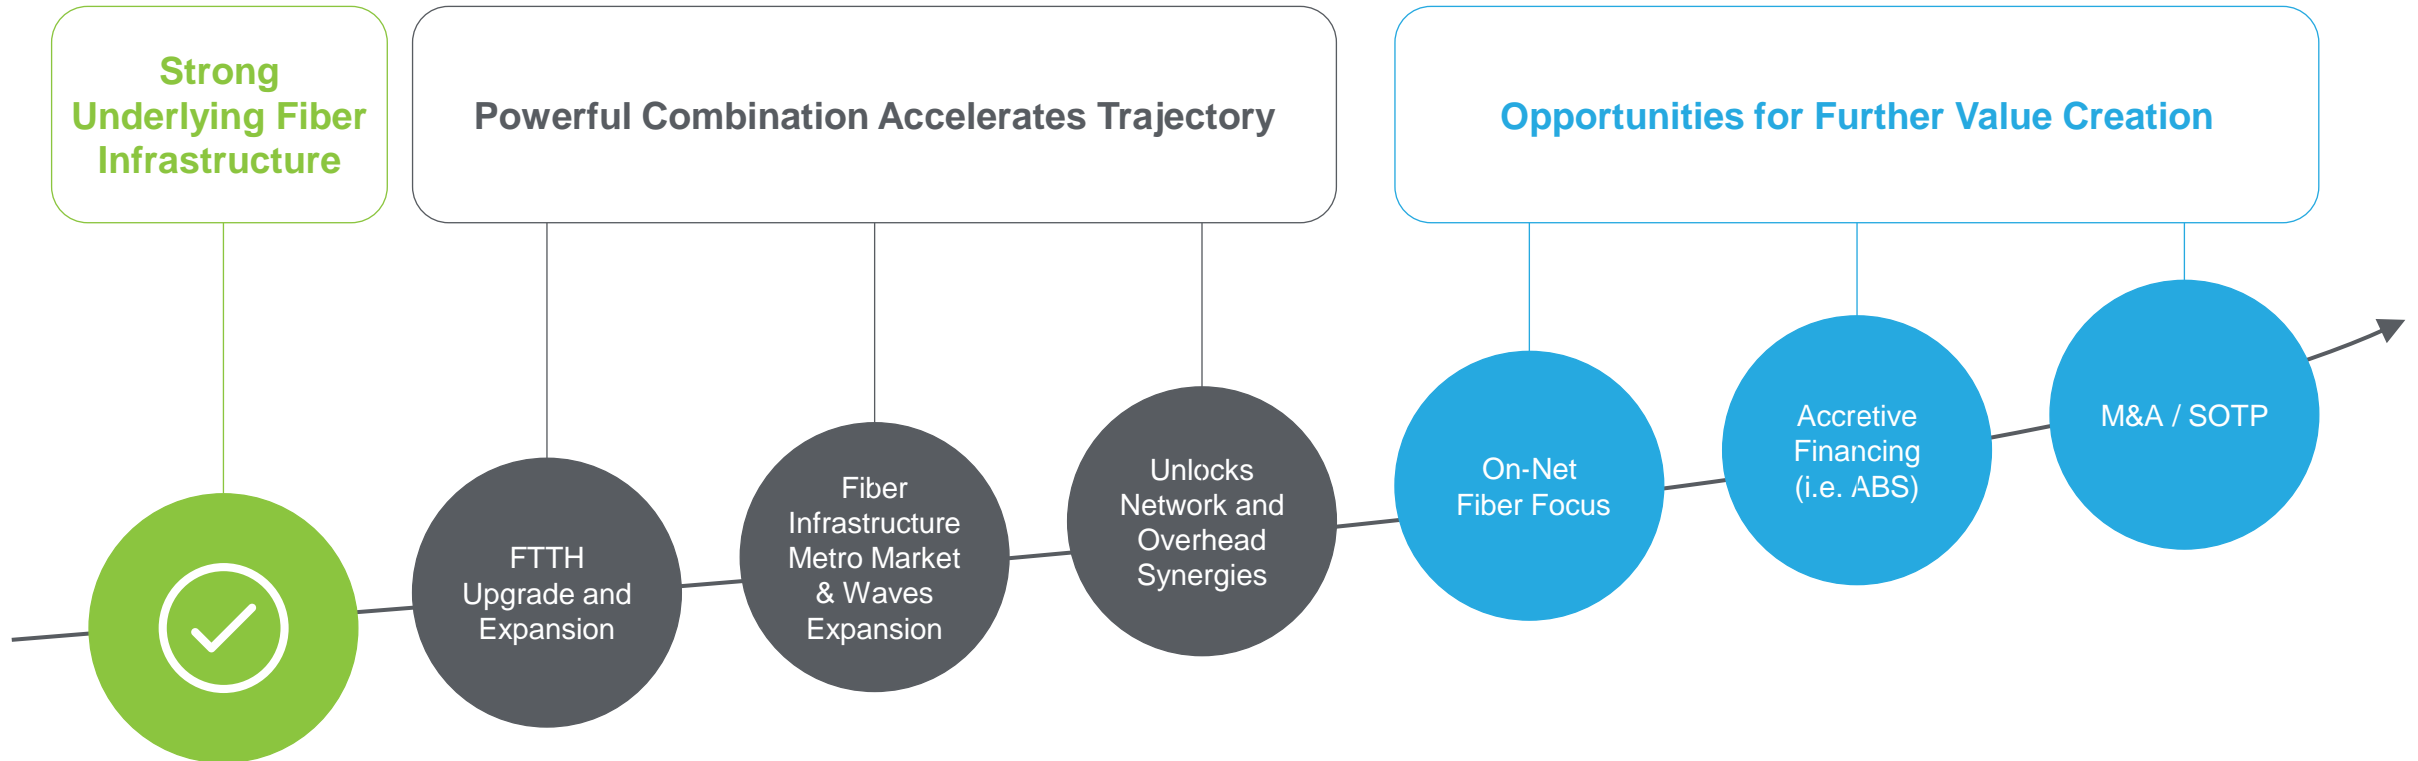 Strong
Underlying Fiber
Infrastructure
Powerful Combination Accelerates Trajectory
Opportunities for Further Value Creation
FTTH
Upgrade and
Expansion
Fiber
Infrastructure
Metro Market
& Waves
Expansion
Unlocks
Network and
Overhead
Synergies
On-Net
Fiber Focus
Accretive
Financing
(i.e. ABS)
M&A / SOTP